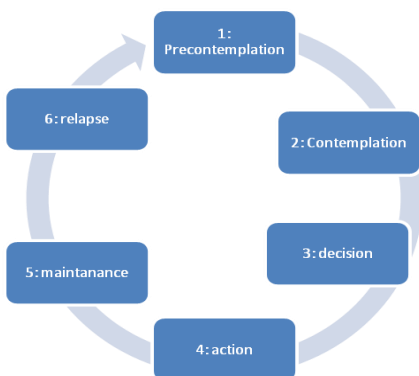 1:
Precontemplation
2: Contemplation
3: decision
4: action
5: maintanance
6: relapse